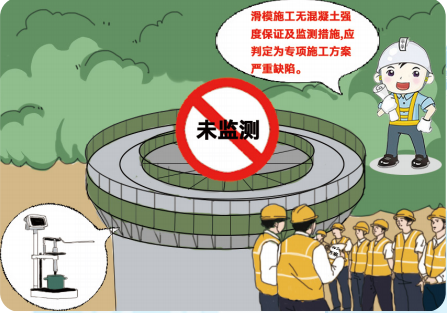 滑模施工无混凝土强
度保证及监测措施,应
判定为专项施工方案
严重缺陷。
未监测